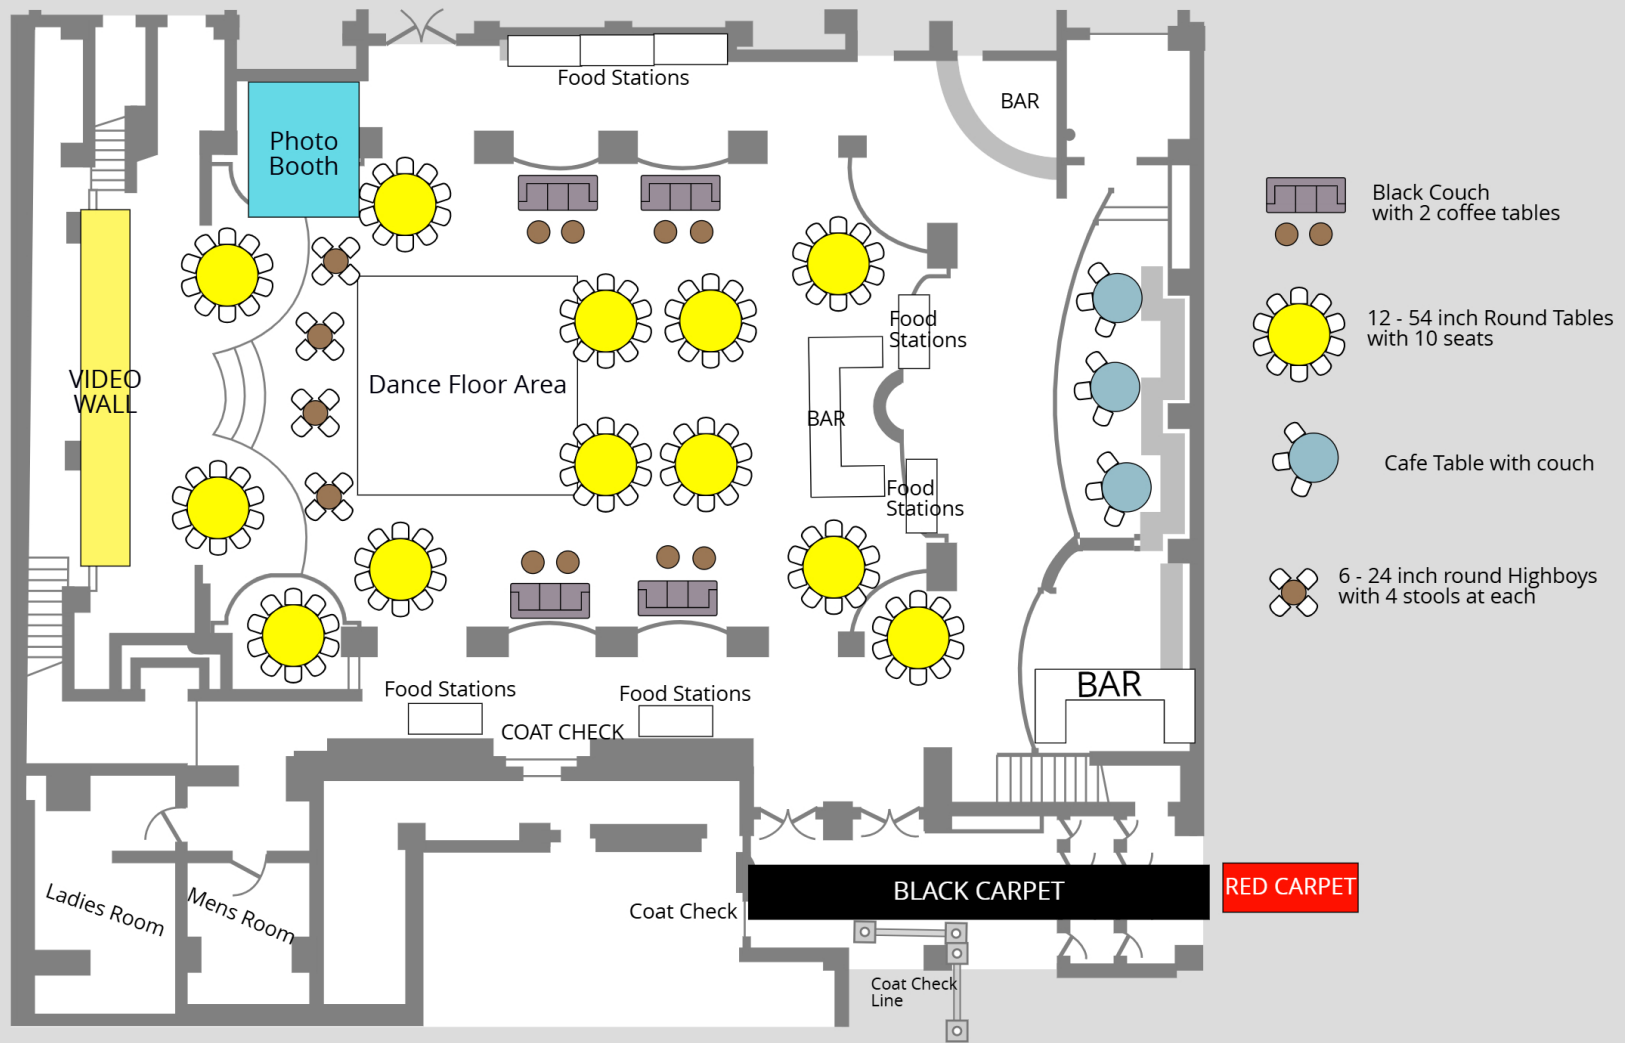 Food Stations
BAR
Photo
Booth
Black Couch
with 2 coffee tables
Food
Stations
12 - 54 inch Round Tables
with 10 seats
VIDEO
WALL
Dance Floor Area
BAR
Cafe Table with couch
Food
Stations
6 - 24 inch round Highboys
with 4 stools at each
Food Stations
Food Stations
BAR
COAT CHECK
Ladies Room
Mens Room
Coat Check
BLACK CARPET
RED CARPET
Coat Check
Line